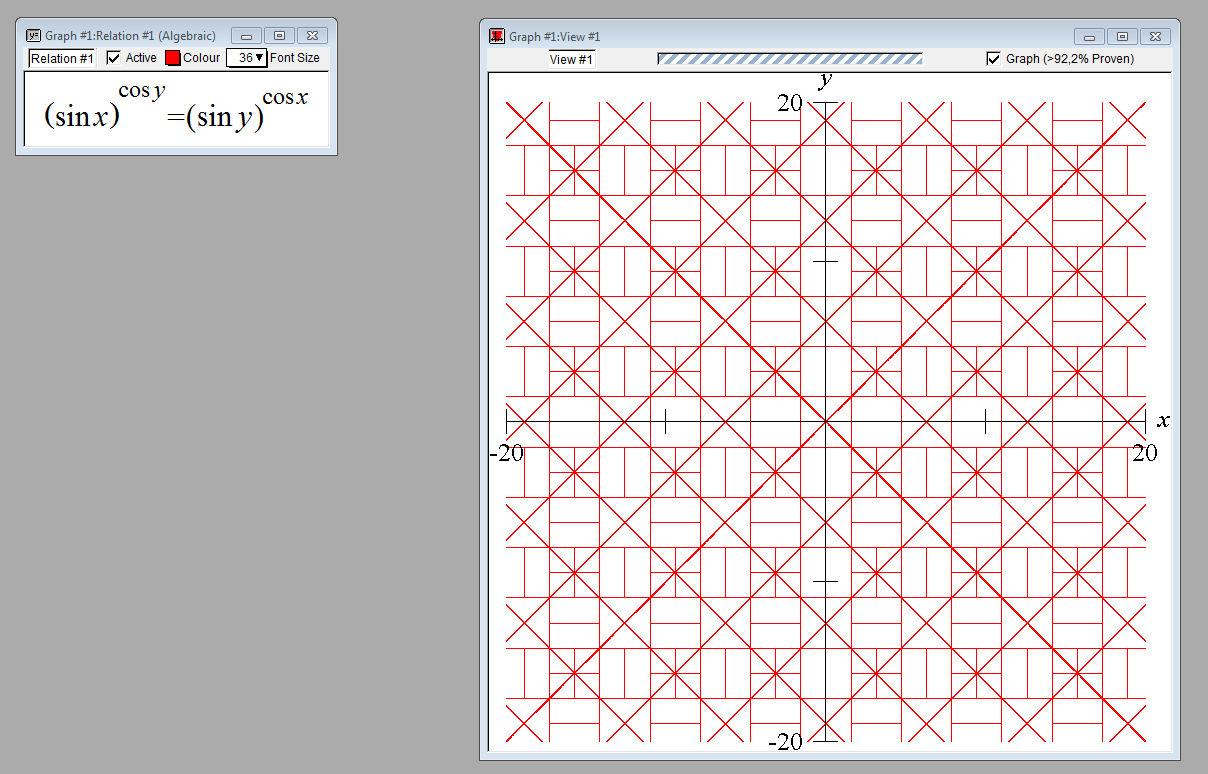 Graph #1:Relation #1 (Algebraic)
Relation #1 Active Colour 36 ▼ Font Size
(sin x)^cos y =(sin y)^cos x
Graph #1:View #1
View #1 Graph (>92,2% Proven)
y
20
x
-20 20
-20